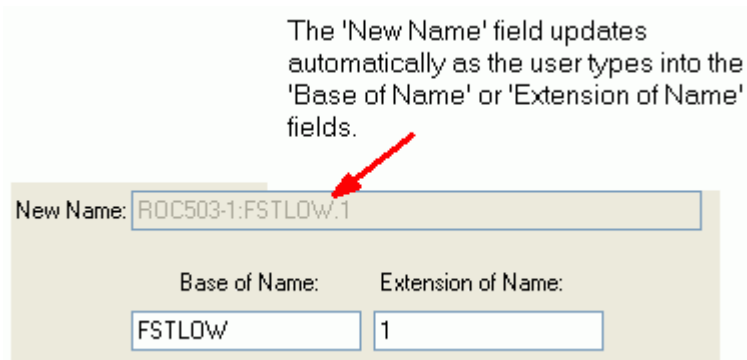 The 'New Name' field updates
automatically as the user types into the
'Base of Name' or 'Extension of Name'
fields.
New Name: ROC503-1:FSTLOW.1
Base of Name: Extension of Name:
FSTLOW 1